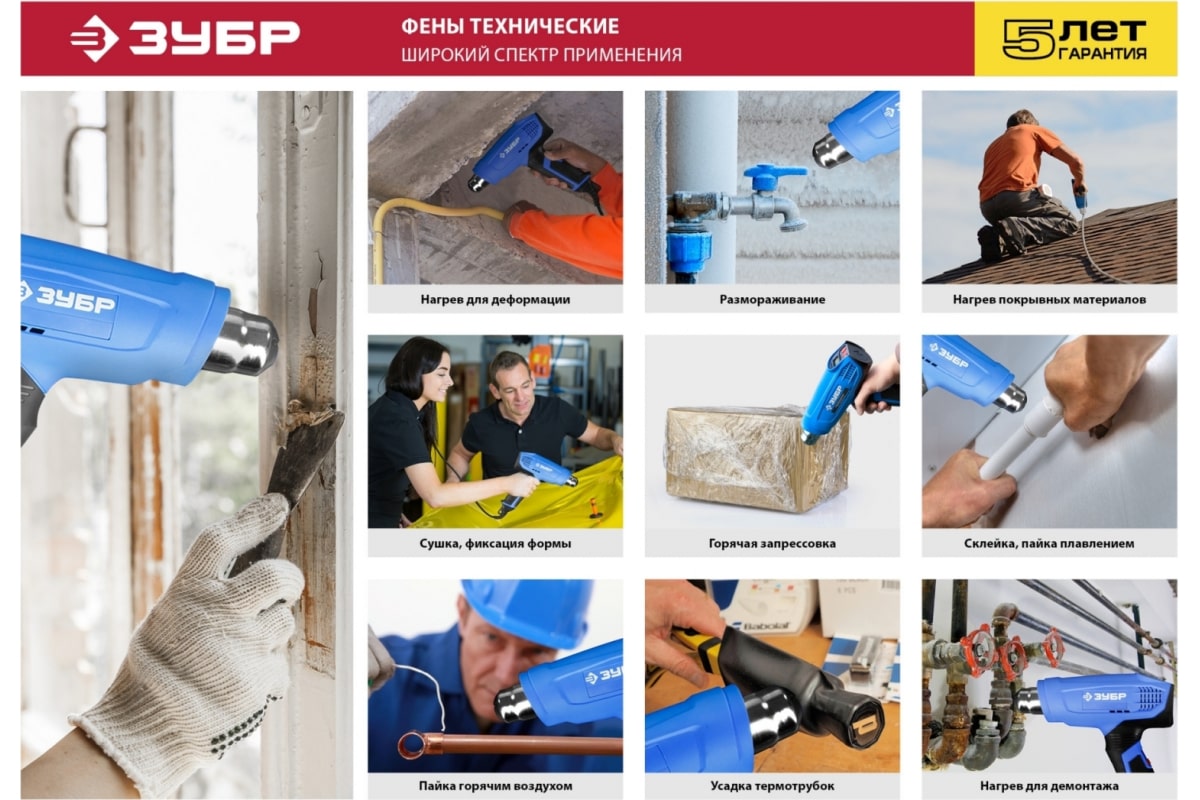 ЗУБР
ФЕНЫ ТЕХНИЧЕСКИЕ
ШИРОКИЙ СПЕКТР ПРИМЕНЕНИЯ
5 лет
ГАРАНТИЯ
ЗУБР
ЗУБР
Нагрев для деформации
Размораживание
Нагрев покрывных материалов
ЗУБР
ЗУБР
ЗУБР
Сушка, фиксация формы
Горячая запрессовка
Склейка, пайка плавлением
Babolat
ЗУБР
ЗУБР
Пайка горячим воздухом
Усадка термотрубок
Нагрев для демонтажа